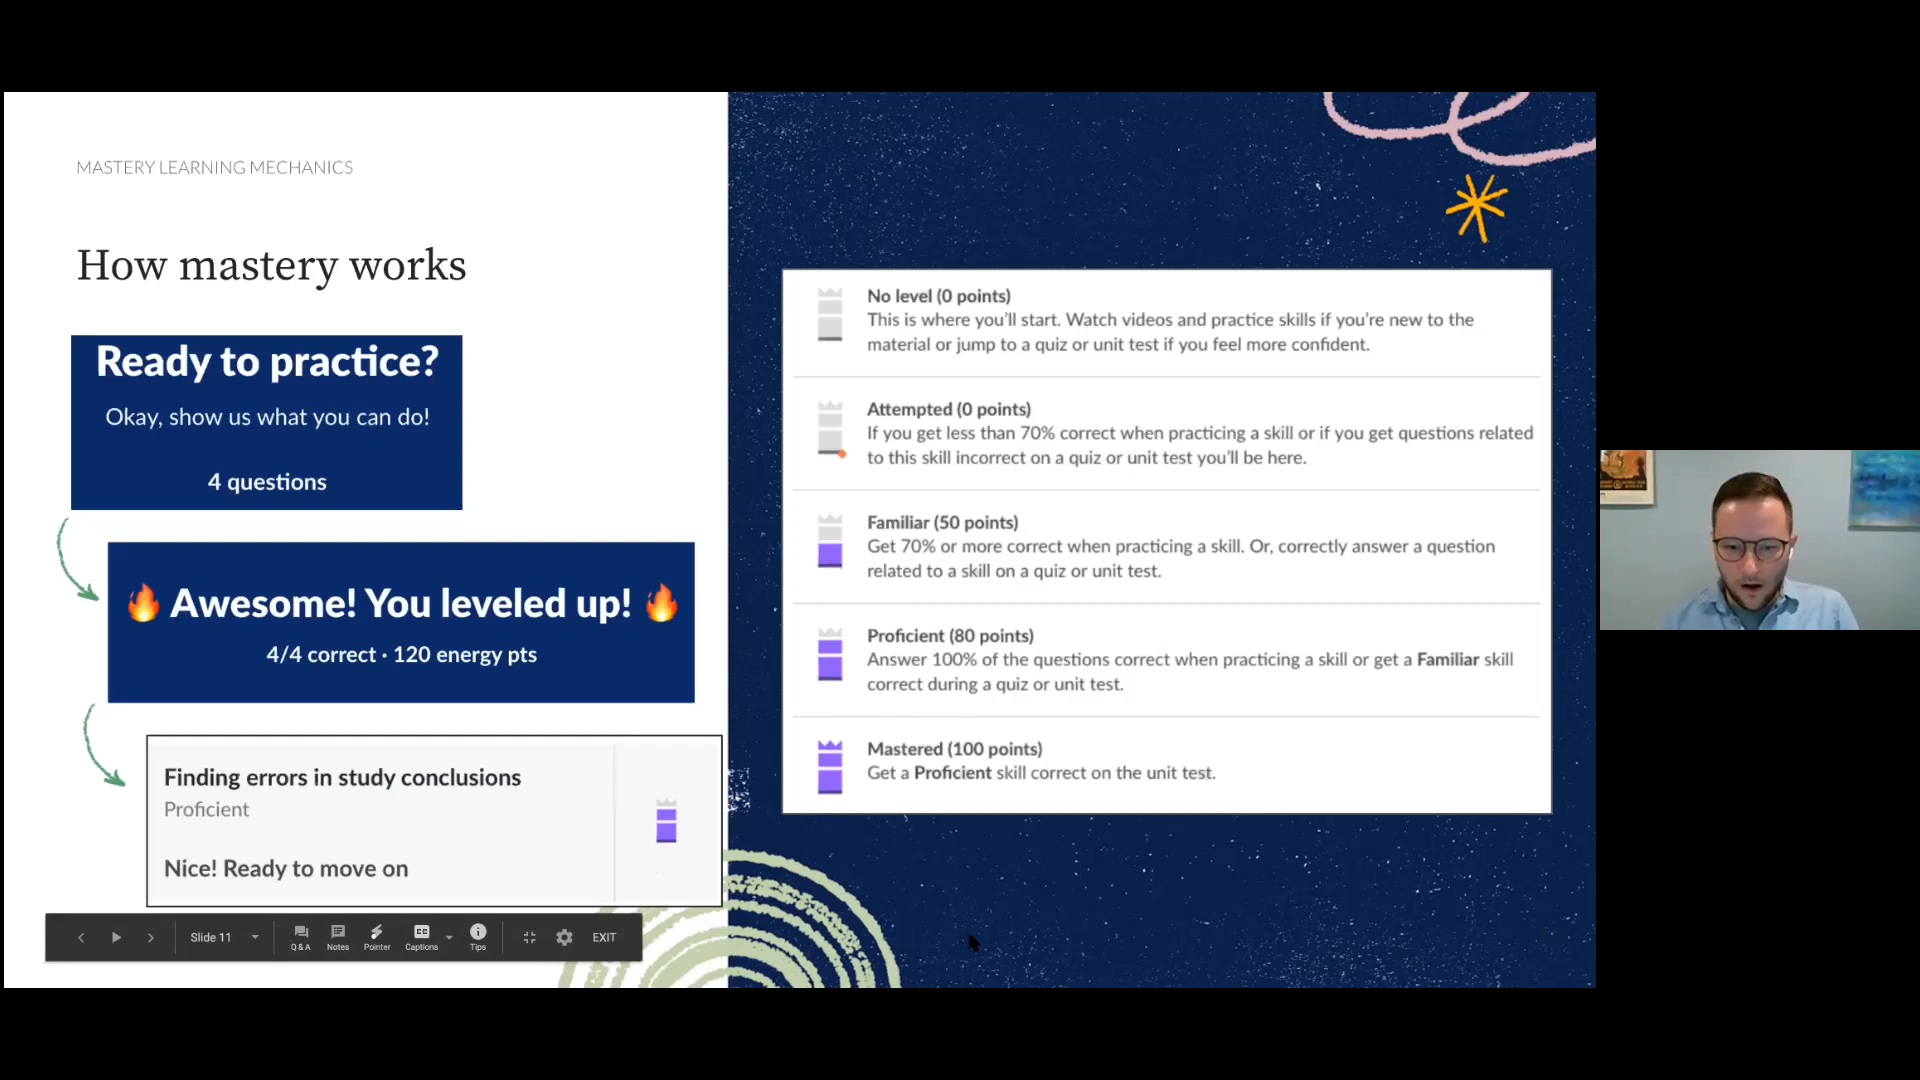 MASTERY LEARNING MECHANICS
How mastery works
Ready to practice?
Okay, show us what you can do!
4 questions
🔥 Awesome! You leveled up! 🔥
4/4 correct · 120 energy pts
Finding errors in study conclusions
Proficient
Nice! Ready to move on
Slide 11
Q & A
Notes
Pointer
Captions
Tips
EXIT
No level (0 points)
This is where you'll start. Watch videos and practice skills if you're new to the
material or jump to a quiz or unit test if you feel more confident.
Attempted (0 points)
If you get less than 70% correct when practicing a skill or if you get questions related
to this skill incorrect on a quiz or unit test you'll be here.
Familiar (50 points)
Get 70% or more correct when practicing a skill. Or, correctly answer a question
related to a skill on a quiz or unit test.
Proficient (80 points)
Answer 100% of the questions correct when practicing a skill or get a Familiar skill
correct during a quiz or unit test.
Mastered (100 points)
Get a Proficient skill correct on the unit test.